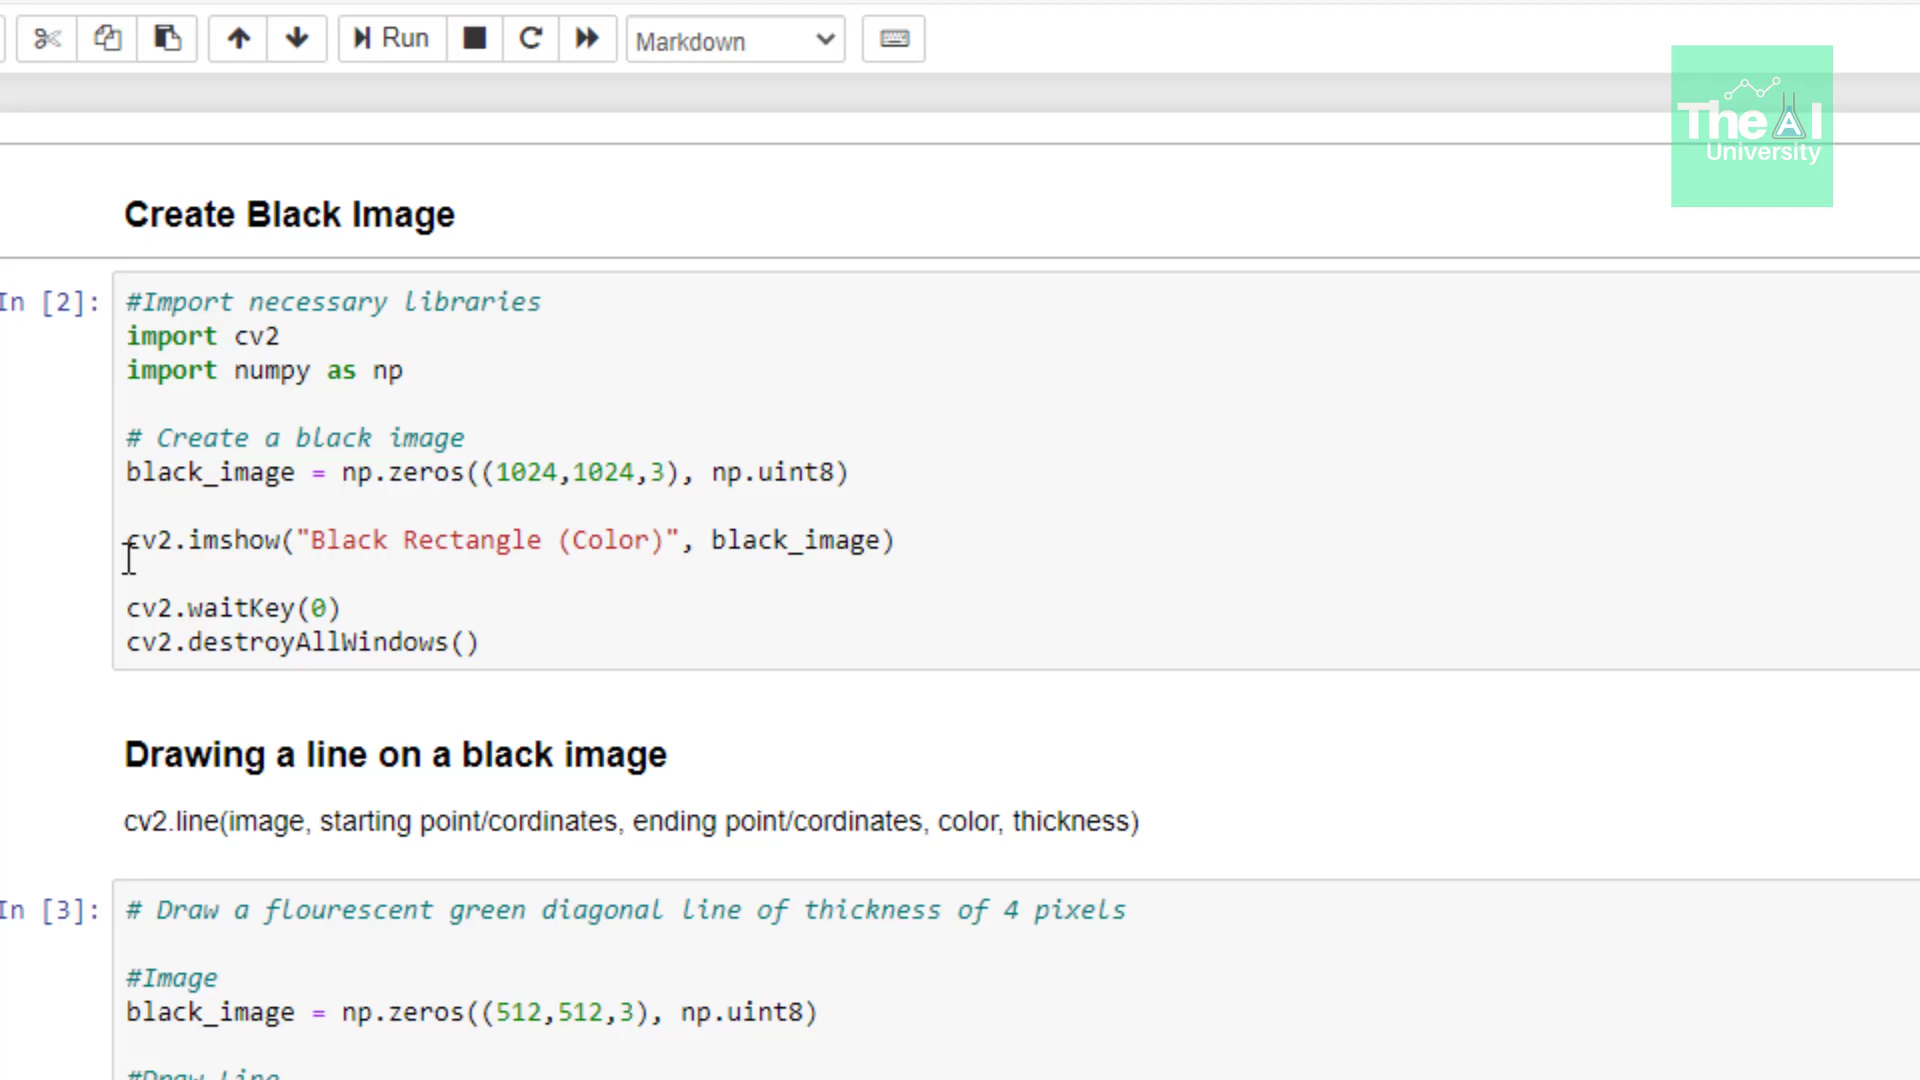 Run
Markdown
The AI
University
Create Black Image
In [2]:
#Import necessary libraries
import cv2
import numpy as np
# Create a black image
black_image = np.zeros((1024,1024,3), np.uint8)
cv2.imshow("Black Rectangle (Color)", black_image)
cv2.waitKey(0)
cv2.destroyAllWindows()
Drawing a line on a black image
cv2.line(image, starting point/cordinates, ending point/cordinates, color, thickness)
In [3]:
# Draw a flourescent green diagonal line of thickness of 4 pixels
#Image
black_image = np.zeros((512,512,3), np.uint8)
#Draw Line